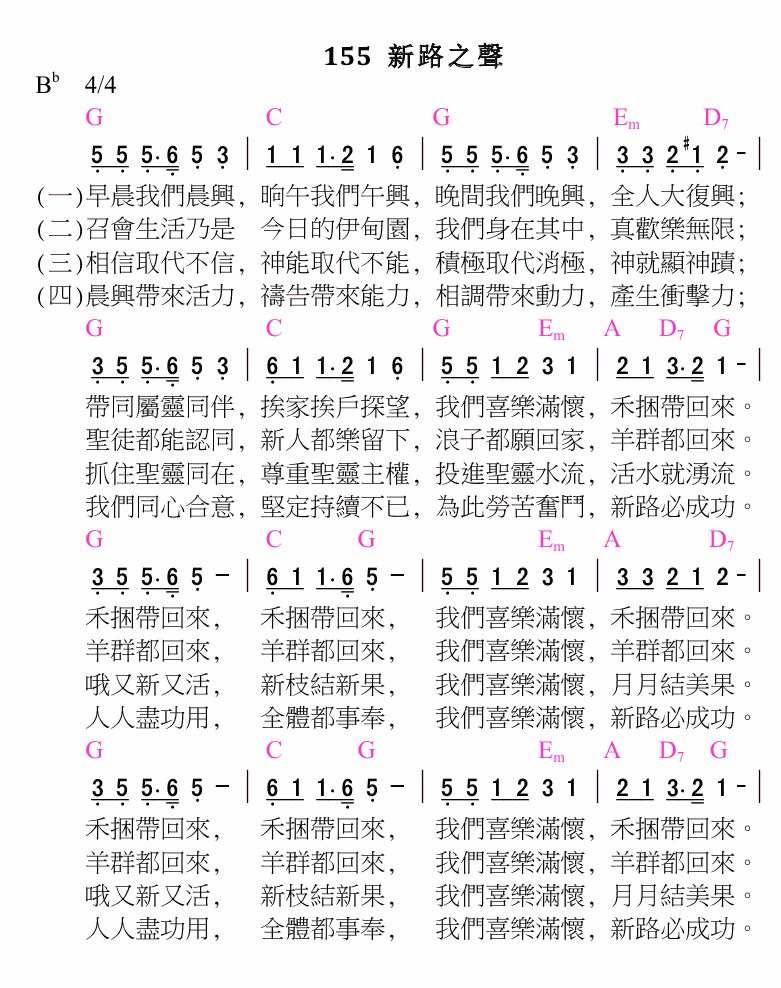 155 新路之聲
Bb 4/4
G C G Em D7
5 5 5. 6 5 3 | 1 1 1. 2 1 6 | 5 5 5. 6 5 3 | 3 3 2 #1 2 - |
(一)早晨我們晨興, 晌午我們午興, 晚間我們晚興, 全人大復興;
(二)召會生活乃是 今日的伊甸園, 我們身在其中, 真歡樂無限;
(三)相信取代不信, 神能取代不能, 積極取代消極, 神就顯神蹟;
(四)晨興帶來活力, 禱告帶來能力, 相調帶來動力, 產生衝擊力;
G C G Em A D7 G
3 5 5. 6 5 3 | 6 1 1. 2 1 6 | 5 5 1 2 3 1 | 2 1 3. 2 1 - |
帶同屬靈同伴, 挨家挨戶探望, 我們喜樂滿懷, 禾捆帶回來。
聖徒都能認同, 新人都樂留下, 浪子都願回家, 羊群都回來。
抓住聖靈同在, 尊重聖靈主權, 投進聖靈水流, 活水就湧流。
我們同心合意, 堅定持續不已, 為此勞苦奮鬥, 新路必成功。
G C G Em A D7
3 5 5. 6 5 - | 6 1 1. 6 5 - | 5 5 1 2 3 1 | 3 3 2 1 2 - |
禾捆帶回來, 禾捆帶回來, 我們喜樂滿懷, 禾捆帶回來。
羊群都回來, 羊群都回來, 我們喜樂滿懷, 羊群都回來。
哦又新又活, 新枝結新果, 我們喜樂滿懷, 月月結美果。
人人盡功用, 全體都事奉, 我們喜樂滿懷, 新路必成功。
G C G Em A D7 G
3 5 5. 6 5 - | 6 1 1. 6 5 - | 5 5 1 2 3 1 | 2 1 3. 2 1 - |
禾捆帶回來, 禾捆帶回來, 我們喜樂滿懷, 禾捆帶回來。
羊群都回來, 羊群都回來, 我們喜樂滿懷, 羊群都回來。
哦又新又活, 新枝結新果, 我們喜樂滿懷, 月月結美果。
人人盡功用, 全體都事奉, 我們喜樂滿懷, 新路必成功。